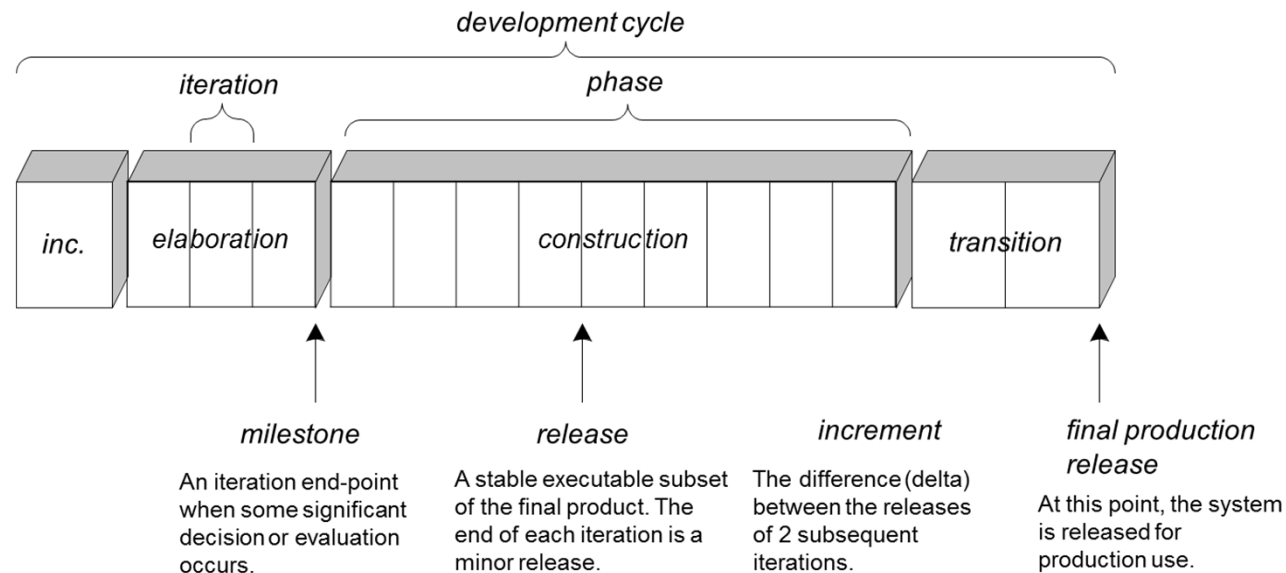 development cycle
iteration
phase
inc.
elaboration
construction
transition
milestone
An iteration end-point
when some significant
decision or evaluation
occurs.
release
A stable executable subset
of the final product. The
end of each iteration is a
minor release.
increment
The difference (delta)
between the releases
of 2 subsequent
iterations.
final production
release
At this point, the system
is released for
production use.